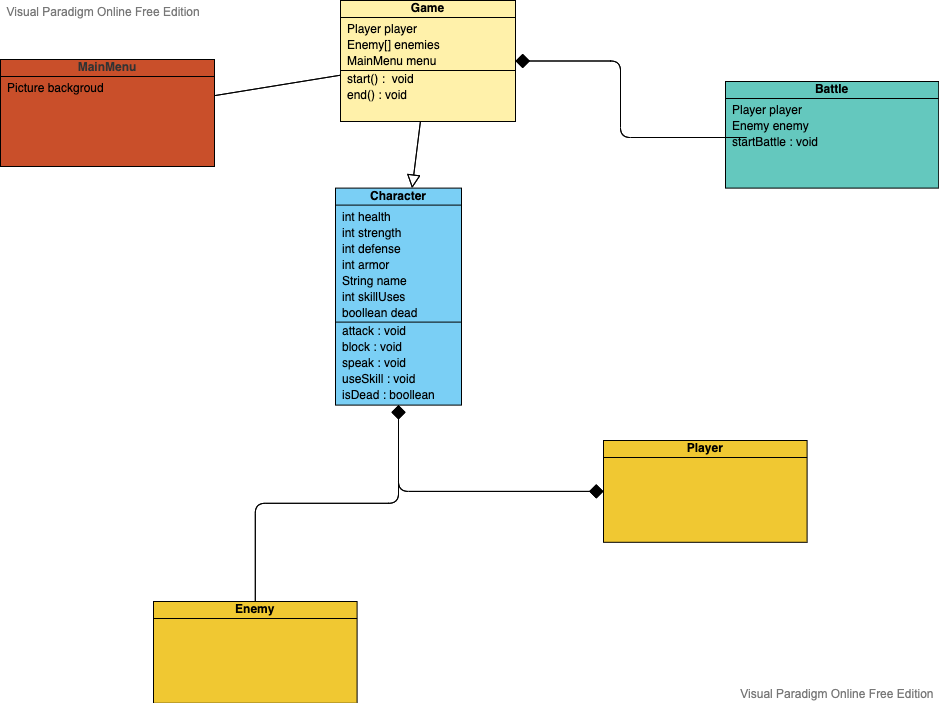 Visual Paradigm Online Free Edition
Game
Player player
Enemy[] enemies
MainMenu menu
start() : void
end() : void
MainMenu
Picture backgroud
Battle
Player player
Enemy enemy
startBattle : void
Character
int health
int strength
int defense
int armor
String name
int skillUses
boollean dead
attack : void
block : void
speak : void
useSkill : void
isDead : boollean
Player
Enemy
Visual Paradigm Online Free Edition